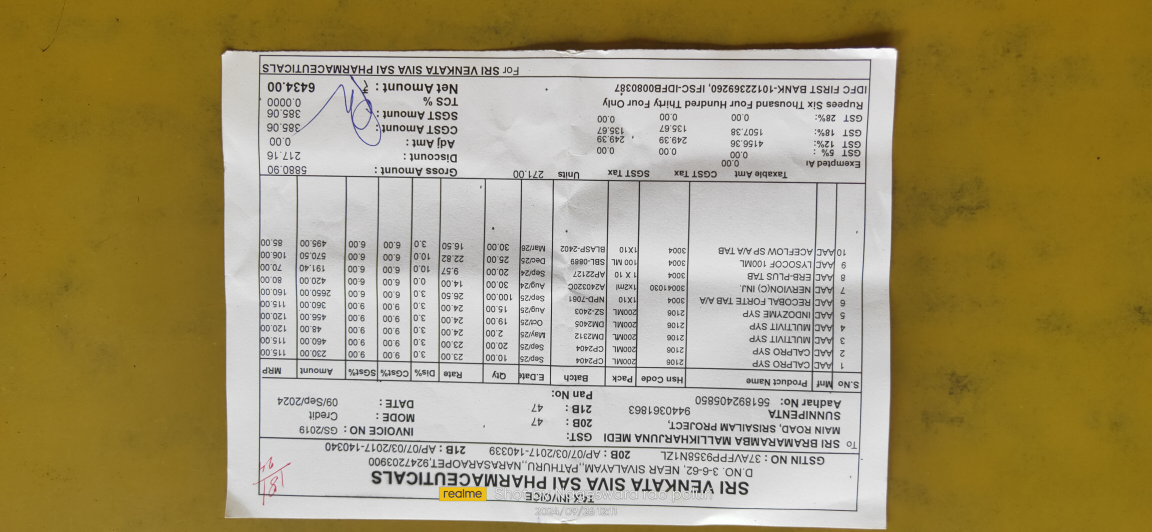 TAX INVOICE
SRI VENKATA SIVA SAI PHARMACEUTICALS
D.NO. 3-6-62, NEAR SIVALAYAM,,PATHURU,,NARASARAOPAET,9247203900
GSTIN NO : 37AVFPP9358N1ZL 20B : AP/07/03/2017-140339 21B : AP/07/03/2017-140340
To SRI BRAMARAMBA MALLIKHARJUNA MEDI GST: INVOICE NO : GS2019
MAIN ROAD, SRISAILAM PROJECT, 20B : 47 MODE : Credit
SUNNIPENTA 9440361863 21B : 47 DATE : 09/Sep/2024
Aadhar No: 561892405850 Pan No:
S.No Mnf Product Name Hsn Code Pack Batch E.Date Qty Rate Dis% CGst% SGst% Amount MRP
1 AAC CALPRO SYP 2106 200ML CP2404 Sep/25 10.00 23.00 3.0 9.00 9.00 230.00 115.00
2 AAC CALPRO SYP 2106 200ML CP2404 Sep/25 20.00 23.00 3.0 9.00 9.00 460.00 115.00
3 AAC MULTIVIT SYP 2106 200ML DM2312 May/25 2.00 24.00 3.0 9.00 9.00 48.00 120.00
4 AAC MULTIVIT SYP 2106 200ML DM2405 Oct/25 19.00 24.00 3.0 9.00 9.00 456.00 120.00
5 AAC INDOZYME SYP 2106 200ML SZ-2403 Aug/25 15.00 24.00 3.0 9.00 9.00 360.00 115.00
6 AAC RECOBAL FORTE TAB A/A 3004 1X10 NPD-7061 Sep/25 100.00 26.50 3.0 6.00 6.00 2650.00 160.00
7 AAC NERVION(C) INJ. 30041030 1x2ml A240320C Aug/24 30.00 14.00 0.0 6.00 6.00 420.00 80.00
8 AAC ERB-PLUS TAB 3004 1 X 10 AP22127 Sep/24 20.00 9.57 10.0 6.00 6.00 191.40 70.00
9 AAC LYSOCOF 100ML 3004 100 ML SBL-0889 Dec/25 25.00 22.82 10.0 6.00 6.00 570.50 106.00
10 AAC ACEFLOW SP A/A TAB 3004 1X10 BLASP-2402 Mar/26 30.00 16.50 3.0 6.00 6.00 495.00 85.00
Taxable Amt CGST Tax SGST Tax Units 271.00 Gross Amount : 5880.90
Exempted Ar 0.00 Discount : 217.16
GST 5% : 0.00 0.00 0.00 Adj Amt : 0.00
GST 12%: 4156.36 249.39 249.39 CGST Amount : 385.06
GST 18%: 1507.38 135.67 135.67 SGST Amount : 385.06
GST 28%: 0.00 0.00 0.00 TCS % 0.0000
Rupees Six Thousand Four Hundred Thirty Four Only Net Amount : ₹ 6434.00
IDFC FIRST BANK-10122369260, IFSC-IDFB0080387
For SRI VENKATA SIVA SAI PHARMACEUTICALS
realme
2024/09/26 12:11